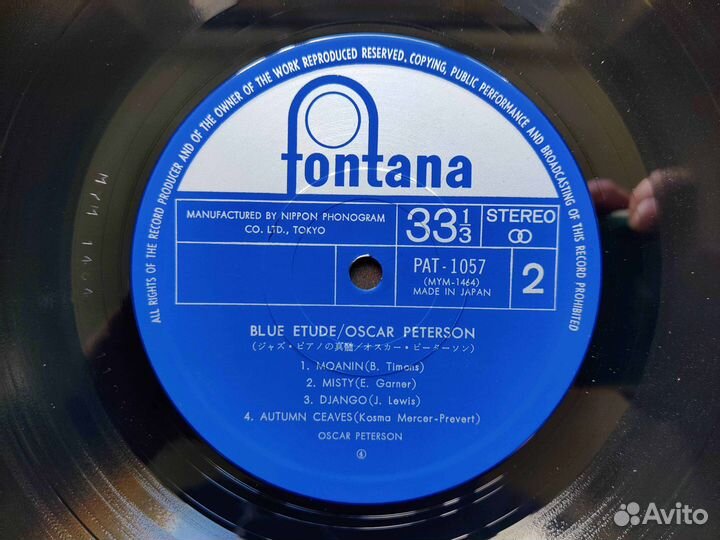 ALL RIGHTS OF THE RECORD PRODUCER AND OF THE OWNER OF THE WORK REPRODUCED RESERVED. COPYING, PUBLIC PERFORMANCE AND BROADCASTING OF THIS RECORD PROHIBITED
fontana
MANUFACTURED BY NIPPON PHONOGRAM
CO. LTD., TOKYO
33 1/3
STEREO
PAT-1057
(MYM-1464)
MADE IN JAPAN
2
BLUE ETUDE/OSCAR PETERSON
(ジャズ・ピアノの真髄/オスカー・ピーターソン)
1. MOANIN(B. Timons)
2. MISTY(E. Garner)
3. DJANGO(J. Lewis)
4. AUTUMN CEAVES(Kosma Mercer-Prevert)
OSCAR PETERSON
④
MYM 1464
Avito